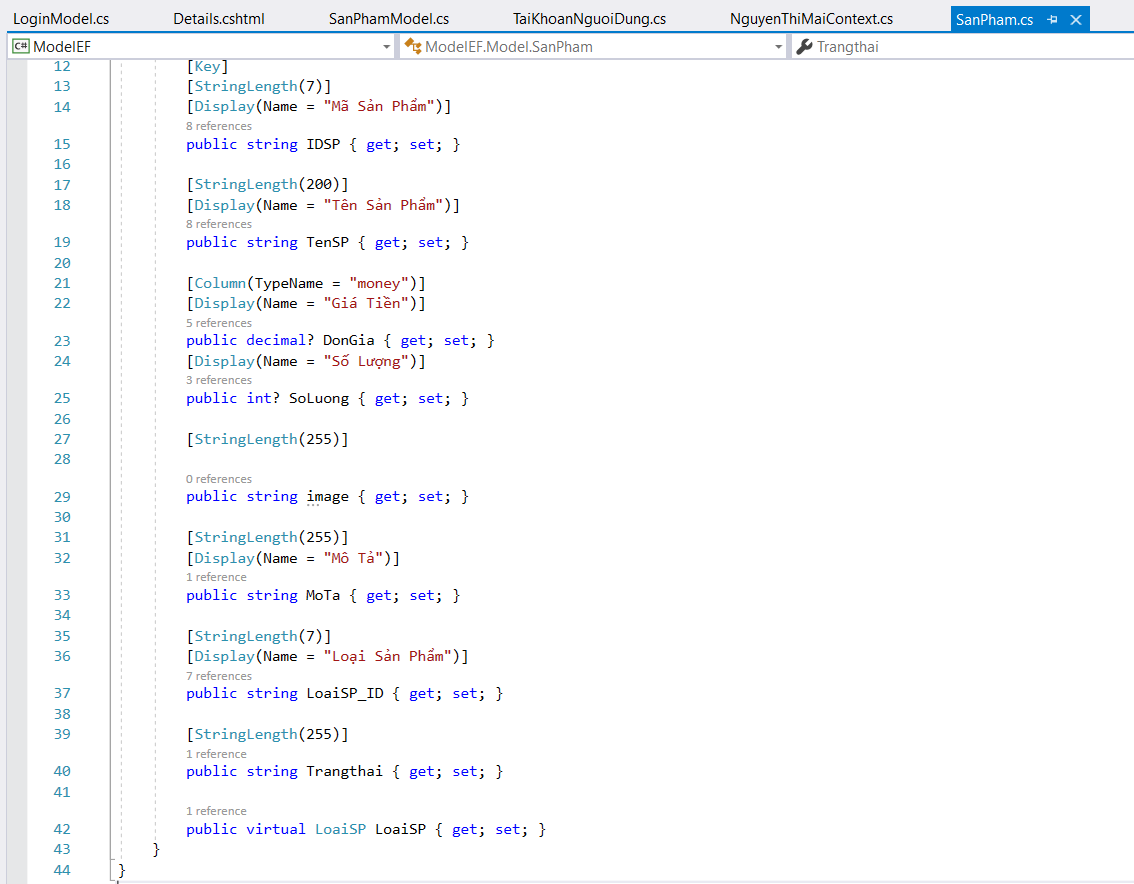 LoginModel.cs Details.cshtml SanPhamModel.cs TaiKhoanNguoiDung.cs NguyenThiMaiContext.cs SanPham.cs
C# ModelEF ModelEF.Model.SanPham Trangthai
12 [Key]
13 [StringLength(7)]
14 [Display(Name = "Mã Sản Phẩm")]
8 references
15 public string IDSP { get; set; }
16
17 [StringLength(200)]
18 [Display(Name = "Tên Sản Phẩm")]
8 references
19 public string TenSP { get; set; }
20
21 [Column(TypeName = "money")]
22 [Display(Name = "Giá Tiền")]
5 references
23 public decimal? DonGia { get; set; }
24 [Display(Name = "Số Lượng")]
3 references
25 public int? SoLuong { get; set; }
26
27 [StringLength(255)]
28
0 references
29 public string image { get; set; }
30
31 [StringLength(255)]
32 [Display(Name = "Mô Tả")]
1 reference
33 public string MoTa { get; set; }
34
35 [StringLength(7)]
36 [Display(Name = "Loại Sản Phẩm")]
7 references
37 public string LoaiSP_ID { get; set; }
38
39 [StringLength(255)]
1 reference
40 public string Trangthai { get; set; }
41
1 reference
42 public virtual LoaiSP LoaiSP { get; set; }
43 }
44 }